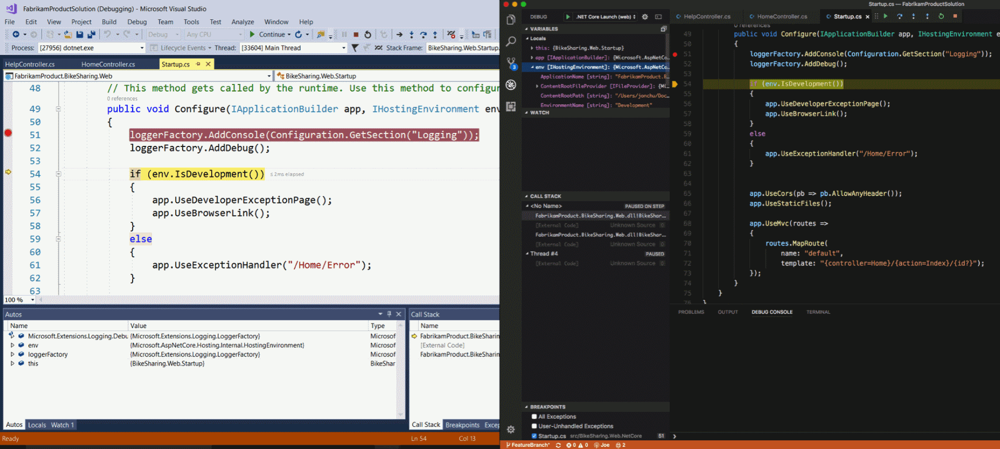 FabrikamProductSolution (Debugging) - Microsoft Visual Studio
File Edit View Project Build Debug Team Tools Test Analyze Window Help
Debug Any CPU Continue
Process: [27956] dotnet.exe Lifecycle Events Thread: [33604] Main Thread Stack Frame: BikeSharing.Web.Startup.
HelpController.cs HomeController.cs Startup.cs
FabrikamProduct.BikeSharing.Web BikeSharing.Web.Startup
48 // This method gets called by the runtime. Use this method to configur
0 references
49 public void Configure(IApplicationBuilder app, IHostingEnvironment env
50 {
51 loggerFactory.AddConsole(Configuration.GetSection("Logging"));
52 loggerFactory.AddDebug();
53
54 if (env.IsDevelopment()) ≤ 2ms elapsed
55 {
56 app.UseDeveloperExceptionPage();
57 app.UseBrowserLink();
58 }
59 else
60 {
61 app.UseExceptionHandler("/Home/Error");
62 }
63
100 %
Autos
Name Value Type
Microsoft.Extensions.Logging.Debu {Microsoft.Extensions.Logging.LoggerFactory} Microsof
env {Microsoft.AspNetCore.Hosting.Internal.HostingEnvironment} Microsof
loggerFactory {Microsoft.Extensions.Logging.LoggerFactory} Microsof
this {BikeSharing.Web.Startup} BikeShar
Autos Locals Watch 1
Call Stack
Name
FabrikamProduct.BikeSharin
[External Code]
FabrikamProduct.BikeSharin
Call Stack Breakpoints Excep
Ready Ln 54 Col 13
Startup.cs — FabrikamProductSolution
DEBUG .NET Core Launch (web)
HelpController.cs HomeController.cs Startup.cs
VARIABLES
Locals
this: {BikeSharing.Web.Startup}
app [IApplicationBuilder]: {Microsoft.AspNetCo…
env [IHostingEnvironment]: {Microsoft.AspNetC…
ApplicationName [string]: "FabrikamProduct.B…
ContentRootFileProvider [IFileProvider]: {Mi…
ContentRootPath [string]: "/Users/jonchu/Doc…
EnvironmentName [string]: "Development"
3
WATCH
CALL STACK
<No Name> PAUSED ON STEP
FabrikamProduct.BikeSharing.Web.dll!BikeShar…
[External Code] Unknown Source 0
FabrikamProduct.BikeSharing.Web.dll!BikeShar…
[External Code] Unknown Source 0
Thread #4 PAUSED
[External Code] Unknown Source 0
BREAKPOINTS
All Exceptions
User-Unhandled Exceptions
Startup.cs src/BikeSharing.Web.NetCore 51
0 references
49 public void Configure(IApplicationBuilder app, IHostingEnvironment e
50 {
51 loggerFactory.AddConsole(Configuration.GetSection("Logging"));
52 loggerFactory.AddDebug();
53
54 if (env.IsDevelopment())
55 {
56 app.UseDeveloperExceptionPage();
57 app.UseBrowserLink();
58 }
59 else
60 {
61 app.UseExceptionHandler("/Home/Error");
62 }
63
64
65 app.UseCors(pb => pb.AllowAnyHeader());
66 app.UseStaticFiles();
67
68 app.UseMvc(routes =>
69 {
70 routes.MapRoute(
71 name: "default",
72 template: "{controller=Home}/{action=Index}/{id?}");
73 });
74 }
75 }
76 }
PROBLEMS OUTPUT DEBUG CONSOLE TERMINAL
FeatureBranch* 0 0 Joe 2